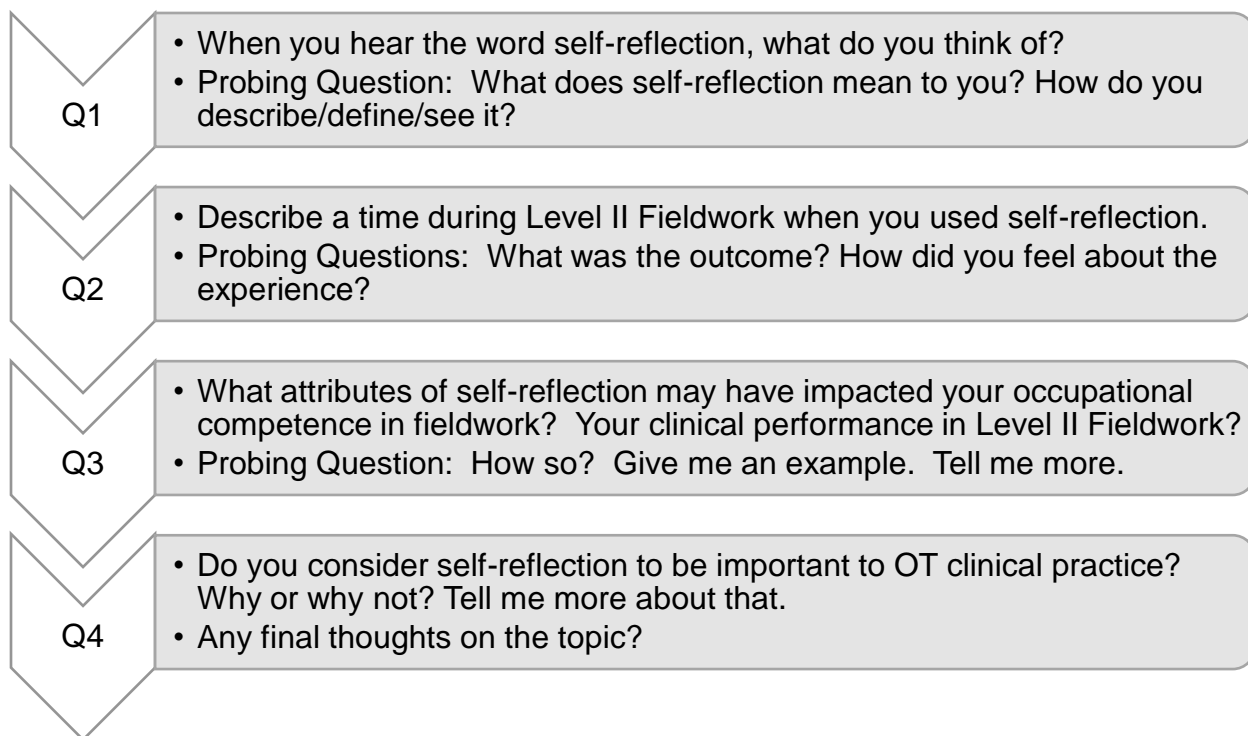 • When you hear the word self-reflection, what do you think of?
• Probing Question:  What does self-reflection mean to you? How do you
describe/define/see it?
Q1
• Describe a time during Level II Fieldwork when you used self-reflection.
• Probing Questions:  What was the outcome? How did you feel about the
experience?
Q2
• What attributes of self-reflection may have impacted your occupational
competence in fieldwork?  Your clinical performance in Level II Fieldwork?
• Probing Question:  How so?  Give me an example.  Tell me more.
Q3
• Do you consider self-reflection to be important to OT clinical practice?
Why or why not? Tell me more about that.
• Any final thoughts on the topic?
Q4